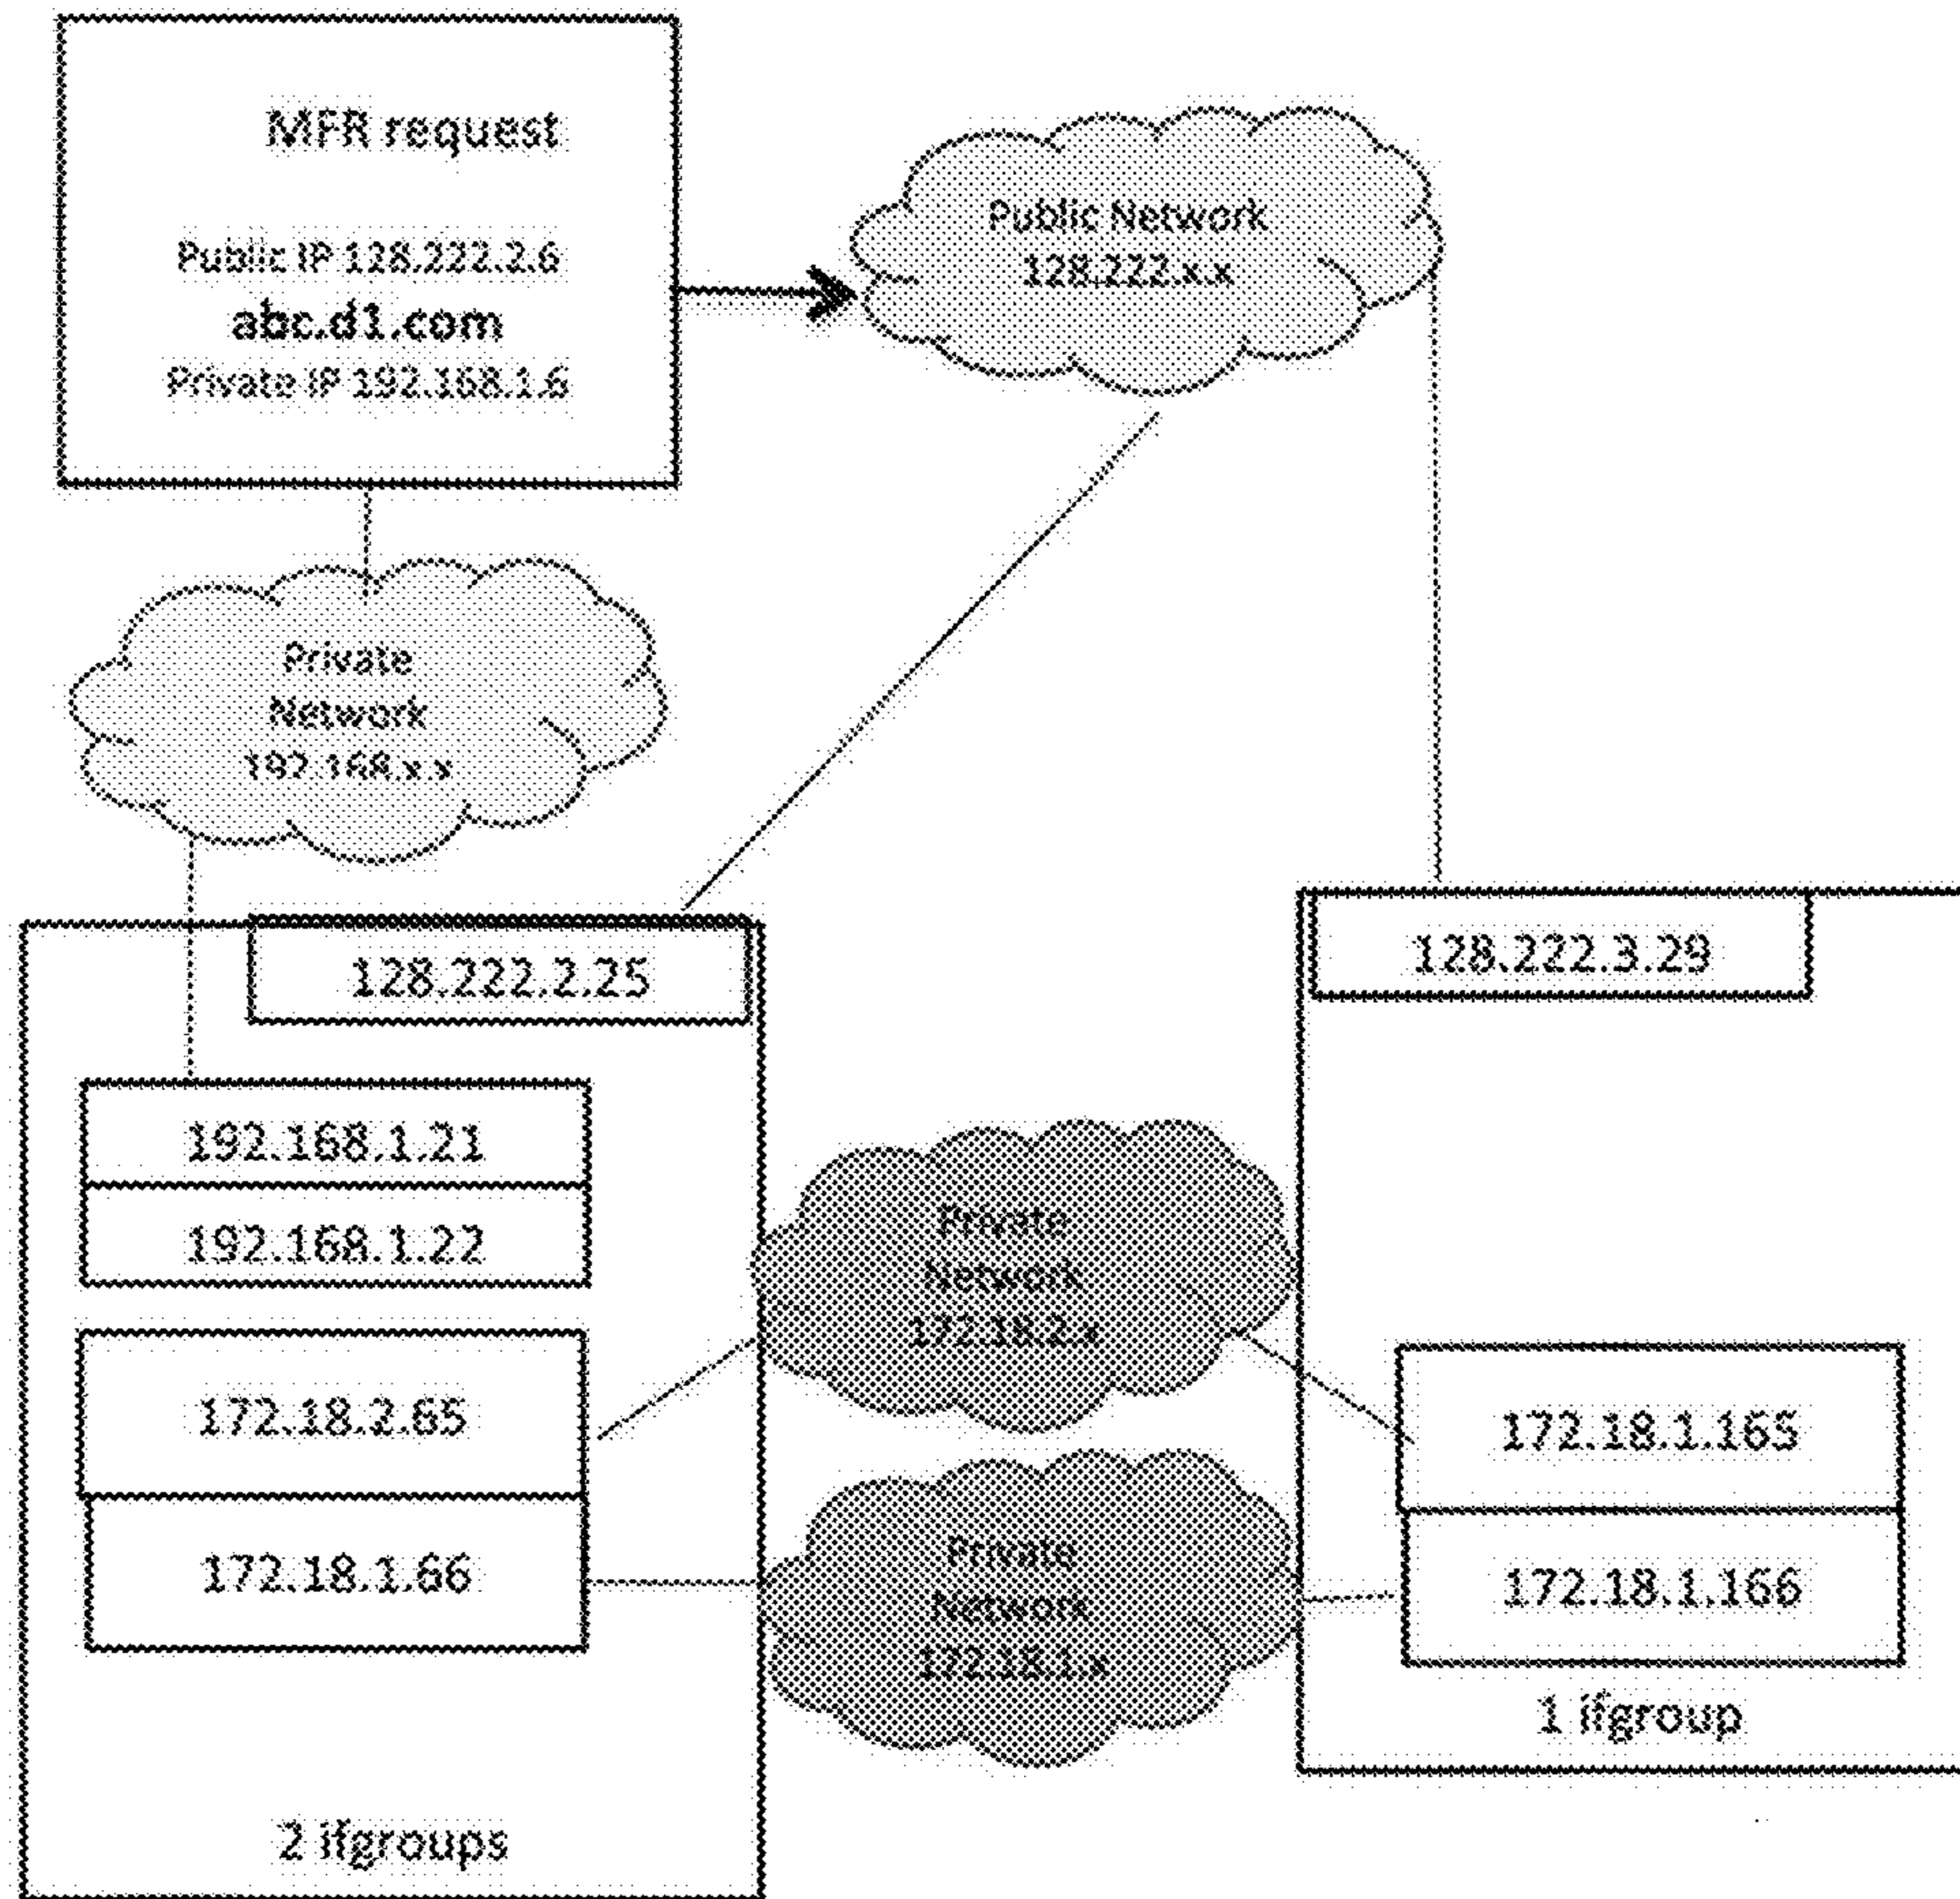 MFR request
Public IP 128.222.2.6
abc.d1.com
Private IP 192.168.1.6
Public Network
128.222.x.x
Private
Network
192.168.x.x
128.222.2.25
128.222.3.29
192.168.1.21
192.168.1.22
Private
Network
172.18.2.x
172.18.2.65
172.18.1.66
172.18.1.165
172.18.1.166
Private
Network
172.18.1.x
1 ifgroup
2 ifgroups